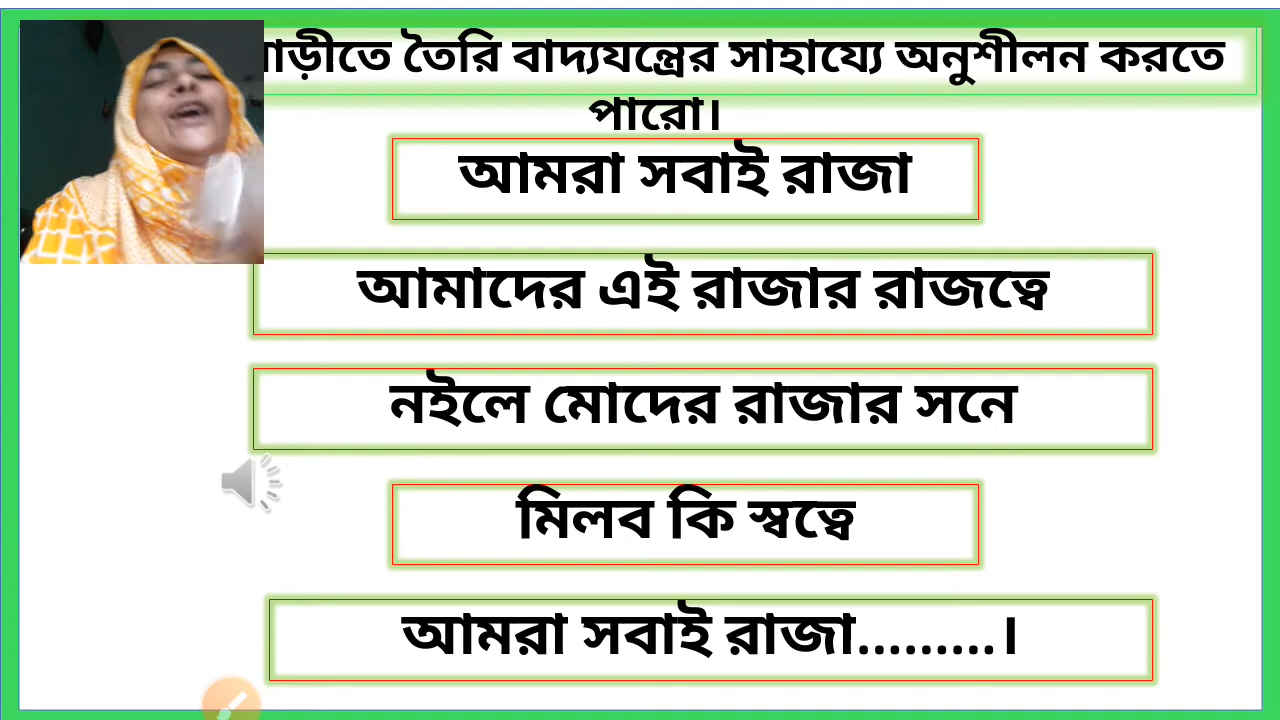 তৈরি বাদ্যযন্ত্রের সাহায্যে অনুশীলন করতে
পারো।
আমরা সবাই রাজা
আমাদের এই রাজার রাজত্বে
নইলে মোদের রাজার সনে
মিলব কি স্বত্বে
আমরা সবাই রাজা.........।